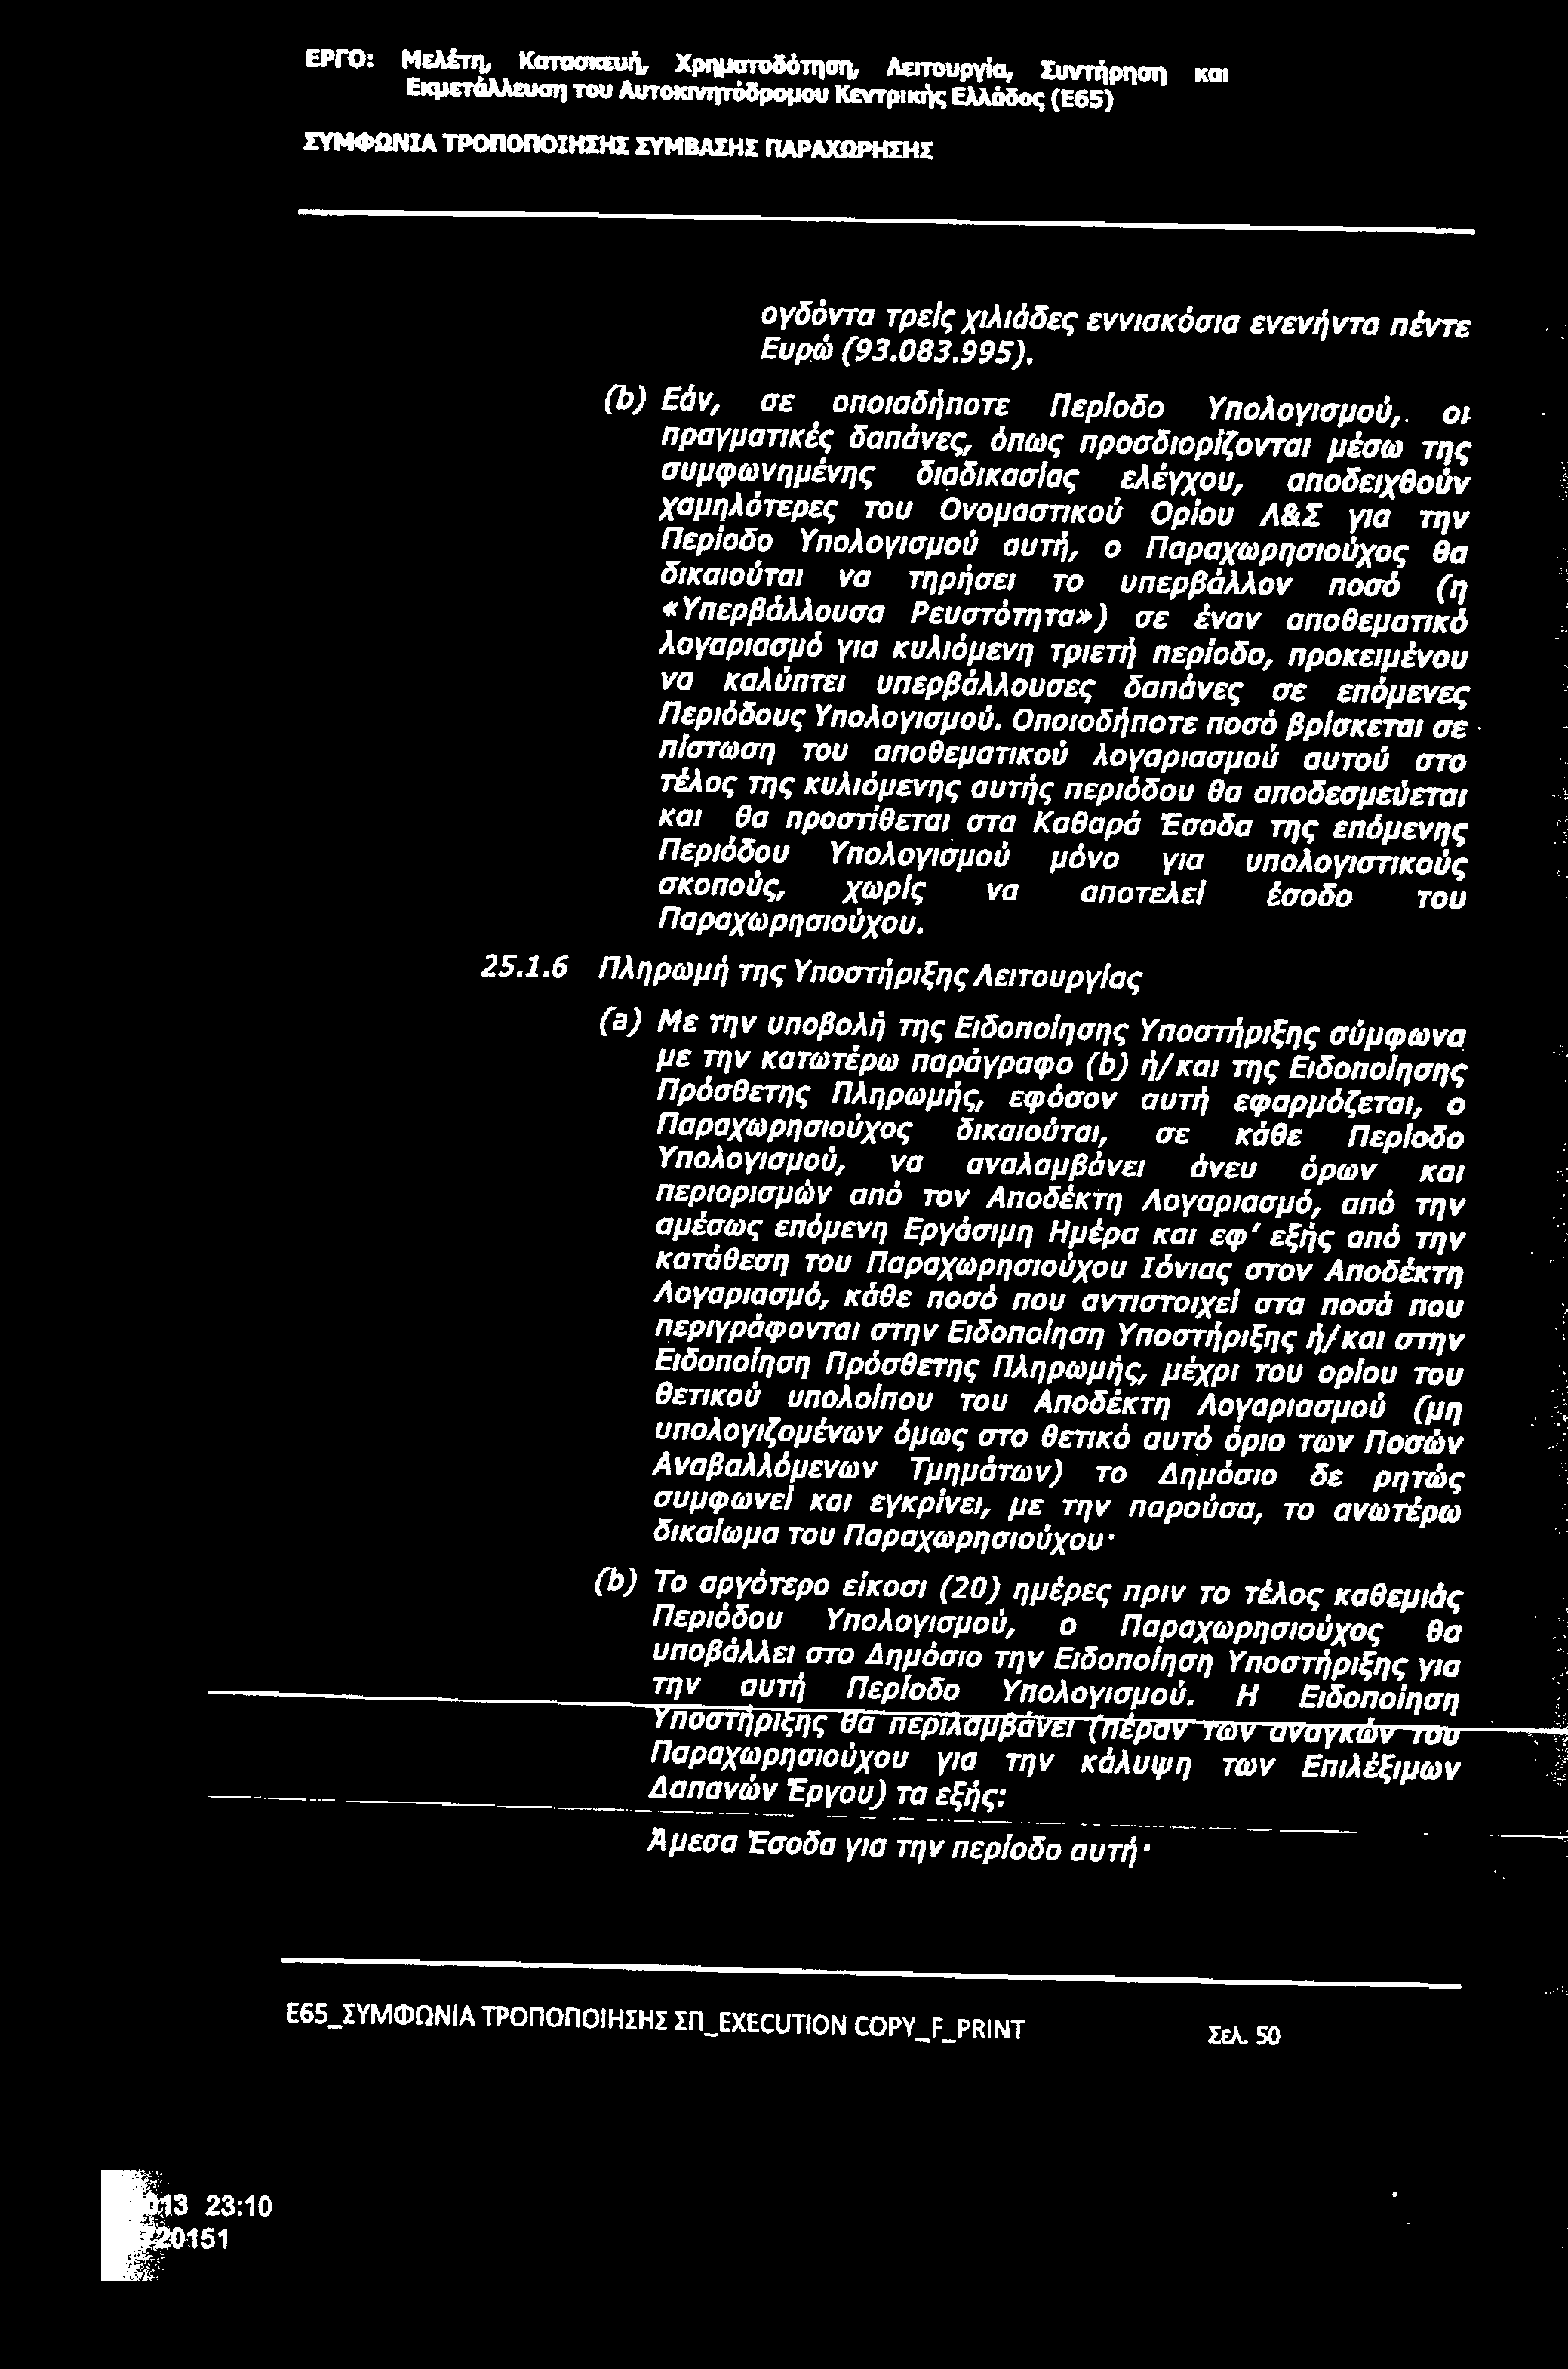 ΕΡΓΟ: Μελέτη, Κατασκευή, Χρηματοδότηση, Λειτουργία, Συντήρηση και
Εκμετάλλευση του Αυτοκινητόδρομου Κεντρικής Ελλάδος (Ε65)
ΣΥΜΦΩΝΙΑ ΤΡΟΠΟΠΟΙΗΣΗΣ ΣΥΜΒΑΣΗΣ ΠΑΡΑΧΩΡΗΣΗΣ
ογδόντα τρείς χιλιάδες εννιακόσια ενενήντα πέντε
Ευρώ (93.083.995).
(b) Εάν, σε οποιαδήποτε Περίοδο Υπολογισμού, οι
πραγματικές δαπάνες, όπως προσδιορίζονται μέσω της
συμφωνημένης διαδικασίας ελέγχου, αποδειχθούν
χαμηλότερες του Ονομαστικού Ορίου Λ&Σ για την
Περίοδο Υπολογισμού αυτή, ο Παραχωρησιούχος θα
δικαιούται να τηρήσει το υπερβάλλον ποσό (η
«Υπερβάλλουσα Ρευστότητα») σε έναν αποθεματικό
λογαριασμό για κυλιόμενη τριετή περίοδο, προκειμένου
να καλύπτει υπερβάλλουσες δαπάνες σε επόμενες
Περιόδους Υπολογισμού. Οποιοδήποτε ποσό βρίσκεται σε
πίστωση του αποθεματικού λογαριασμού αυτού στο
τέλος της κυλιόμενης αυτής περιόδου θα αποδεσμεύεται
και θα προστίθεται στα Καθαρά Έσοδα της επόμενης
Περιόδου Υπολογισμού μόνο για υπολογιστικούς
σκοπούς, χωρίς να αποτελεί έσοδο του
Παραχωρησιούχου.
25.1.6 Πληρωμή της Υποστήριξης Λειτουργίας
(a) Με την υποβολή της Ειδοποίησης Υποστήριξης σύμφωνα
με την κατωτέρω παράγραφο (b) ή/και της Ειδοποίησης
Πρόσθετης Πληρωμής, εφόσον αυτή εφαρμόζεται, ο
Παραχωρησιούχος δικαιούται, σε κάθε Περίοδο
Υπολογισμού, να αναλαμβάνει άνευ όρων και
περιορισμών από τον Αποδέκτη Λογαριασμό, από την
αμέσως επόμενη Εργάσιμη Ημέρα και εφ' εξής από την
κατάθεση του Παραχωρησιούχου Ιόνιας στον Αποδέκτη
Λογαριασμό, κάθε ποσό που αντιστοιχεί στα ποσά που
περιγράφονται στην Ειδοποίηση Υποστήριξης ή/και στην
Ειδοποίηση Πρόσθετης Πληρωμής, μέχρι του ορίου του
θετικού υπολοίπου του Αποδέκτη Λογαριασμού (μη
υπολογιζομένων όμως στο θετικό αυτό όριο των Ποσών
Αναβαλλόμενων Τμημάτων) το Δημόσιο δε ρητώς
συμφωνεί και εγκρίνει, με την παρούσα, το ανωτέρω
δικαίωμα του Παραχωρησιούχου·
(b) Το αργότερο είκοσι (20) ημέρες πριν το τέλος καθεμιάς
Περιόδου Υπολογισμού, ο Παραχωρησιούχος θα
υποβάλλει στο Δημόσιο την Ειδοποίηση Υποστήριξης για
την αυτή Περίοδο Υπολογισμού. Η Ειδοποίηση
Υποστήριξης θα περιλαμβάνει (πέραν των αναγκών του
Παραχωρησιούχου για την κάλυψη των Επιλέξιμων
Δαπανών Έργου) τα εξής:
Άμεσα Έσοδα για την περίοδο αυτή·
Ε65_ΣΥΜΦΩΝΙΑ ΤΡΟΠΟΠΟΙΗΣΗΣ ΣΠ_EXECUTION COPY_F_PRINT Σελ. 50
013 23:10
20151